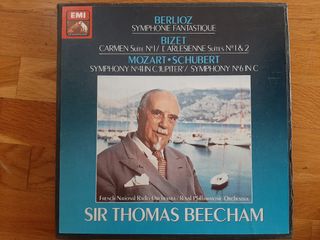 EMI
BERLIOZ
SYMPHONIE FANTASTIQUE
BIZET
CARMEN SUITE Nº1 / L'ARLESIENNE SUITES Nº1 & 2
MOZART • SCHUBERT
SYMPHONY Nº41 IN C 'JUPITER' / SYMPHONY Nº6 IN C
FRENCH NATIONAL RADIO ORCHESTRA / ROYAL PHILHARMONIC ORCHESTRA
SIR THOMAS BEECHAM